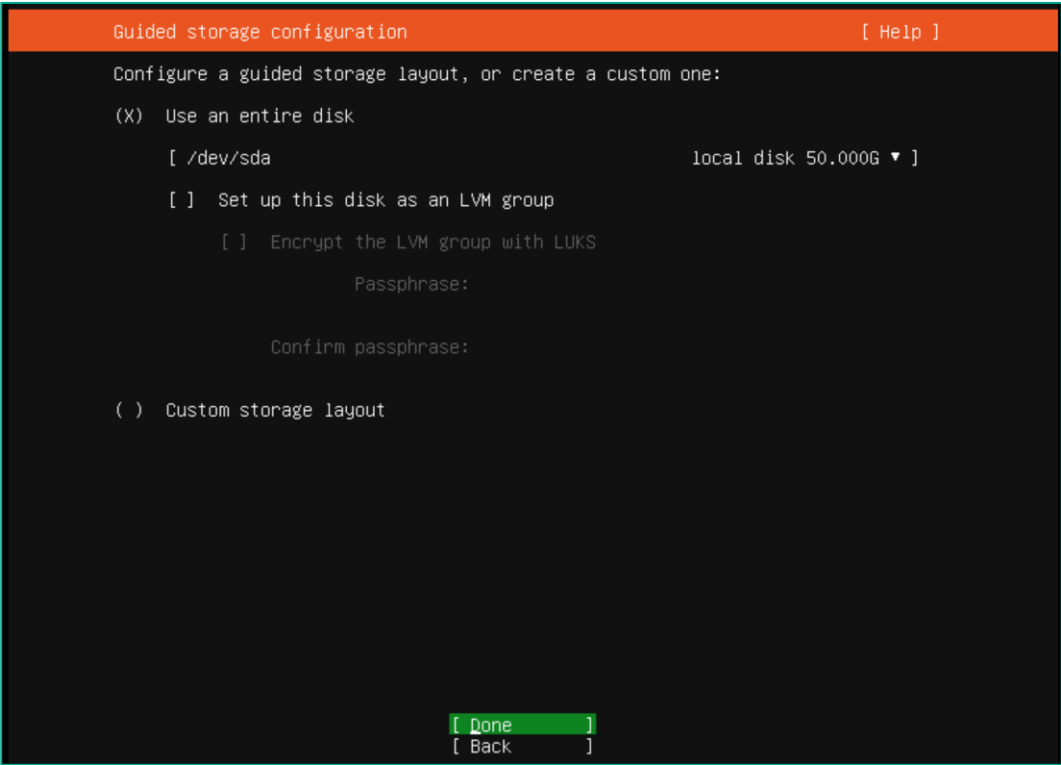 Guided storage configuration [ Help ]
Configure a guided storage layout, or create a custom one:
(X) Use an entire disk
[ /dev/sda local disk 50.000G ▾ ]
[ ] Set up this disk as an LVM group
[ ] Encrypt the LVM group with LUKS
Passphrase:
Confirm passphrase:
( ) Custom storage layout
[ Done ]
[ Back ]